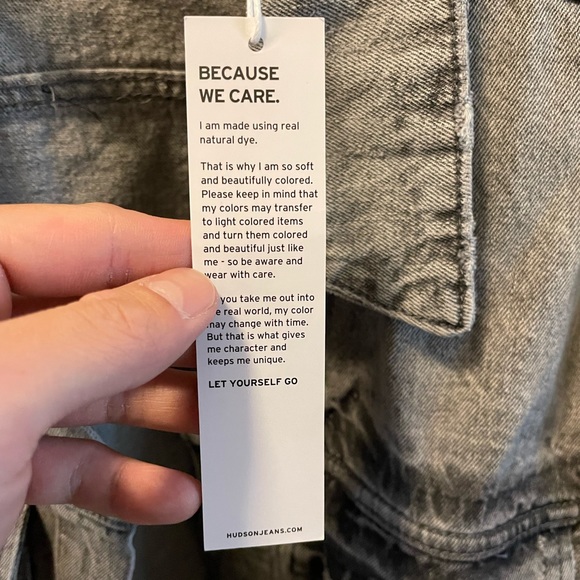 BECAUSE
WE CARE.
I am made using real
natural dye.
That is why I am so soft
and beautifully colored.
Please keep in mind that
my colors may transfer
to light colored items
and turn them colored
and beautiful just like
me - so be aware and
wear with care.
you take me out into
real world, my color
may change with time.
But that is what gives
me character and
keeps me unique.
LET YOURSELF GO
HUDSONJEANS.COM